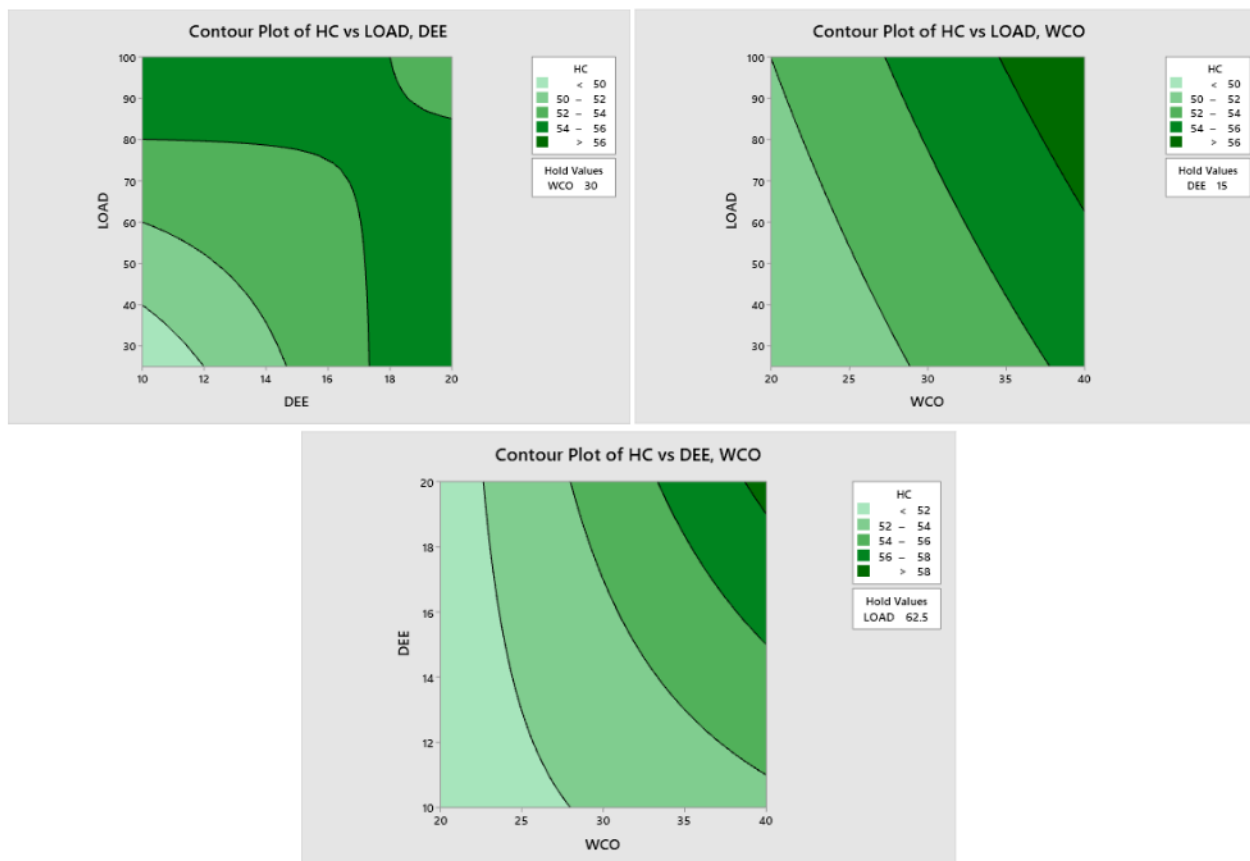 Contour Plot of HC vs LOAD, DEE
100
90
80
70
60
50
40
30
LOAD
10 12 14 16 18 20
DEE
HC
< 50
50 – 52
52 – 54
54 – 56
> 56
Hold Values
WCO 30
Contour Plot of HC vs LOAD, WCO
100
90
80
70
60
50
40
30
LOAD
20 25 30 35 40
WCO
HC
< 50
50 – 52
52 – 54
54 – 56
> 56
Hold Values
DEE 15
Contour Plot of HC vs DEE, WCO
20
18
16
14
12
10
DEE
20 25 30 35 40
WCO
HC
< 52
52 – 54
54 – 56
56 – 58
> 58
Hold Values
LOAD 62.5